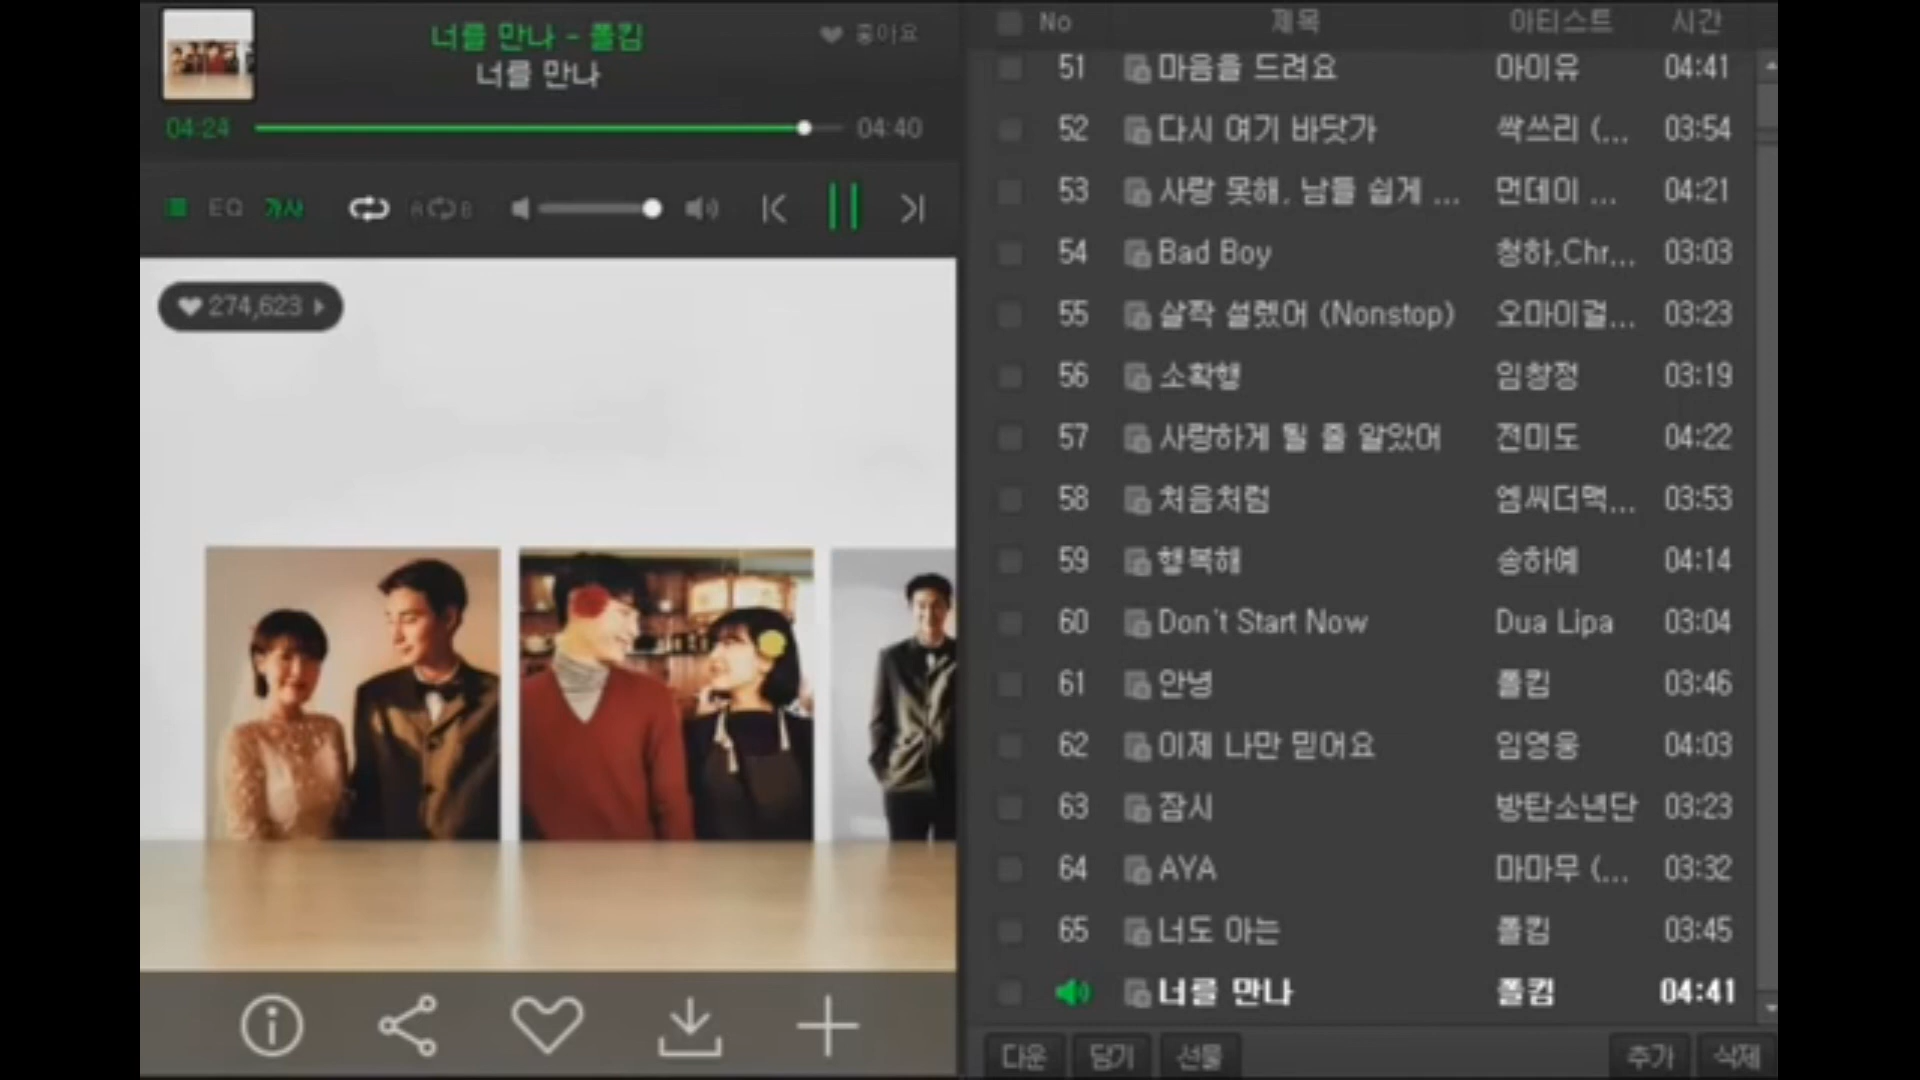 너를 만나 - 폴킴
좋아요
너를 만나
04:24
04:40
EQ 가사
A B
274,623
No 제목 아티스트 시간
51 마음을 드려요 아이유 04:41
52 다시 여기 바닷가 싹쓰리 (... 03:54
53 사랑 못해, 남들 쉽게 ... 먼데이 ... 04:21
54 Bad Boy 청하,Chr... 03:03
55 살짝 설렜어 (Nonstop) 오마이걸... 03:23
56 소확행 임창정 03:19
57 사랑하게 될 줄 알았어 전미도 04:22
58 처음처럼 엠씨더맥... 03:53
59 행복해 송하예 04:14
60 Don't Start Now Dua Lipa 03:04
61 안녕 폴킴 03:46
62 이제 나만 믿어요 임영웅 04:03
63 잠시 방탄소년단 03:23
64 AYA 마마무 (... 03:32
65 너도 아는 폴킴 03:45
너를 만나 폴킴 04:41
다운 담기 선물 추가 삭제